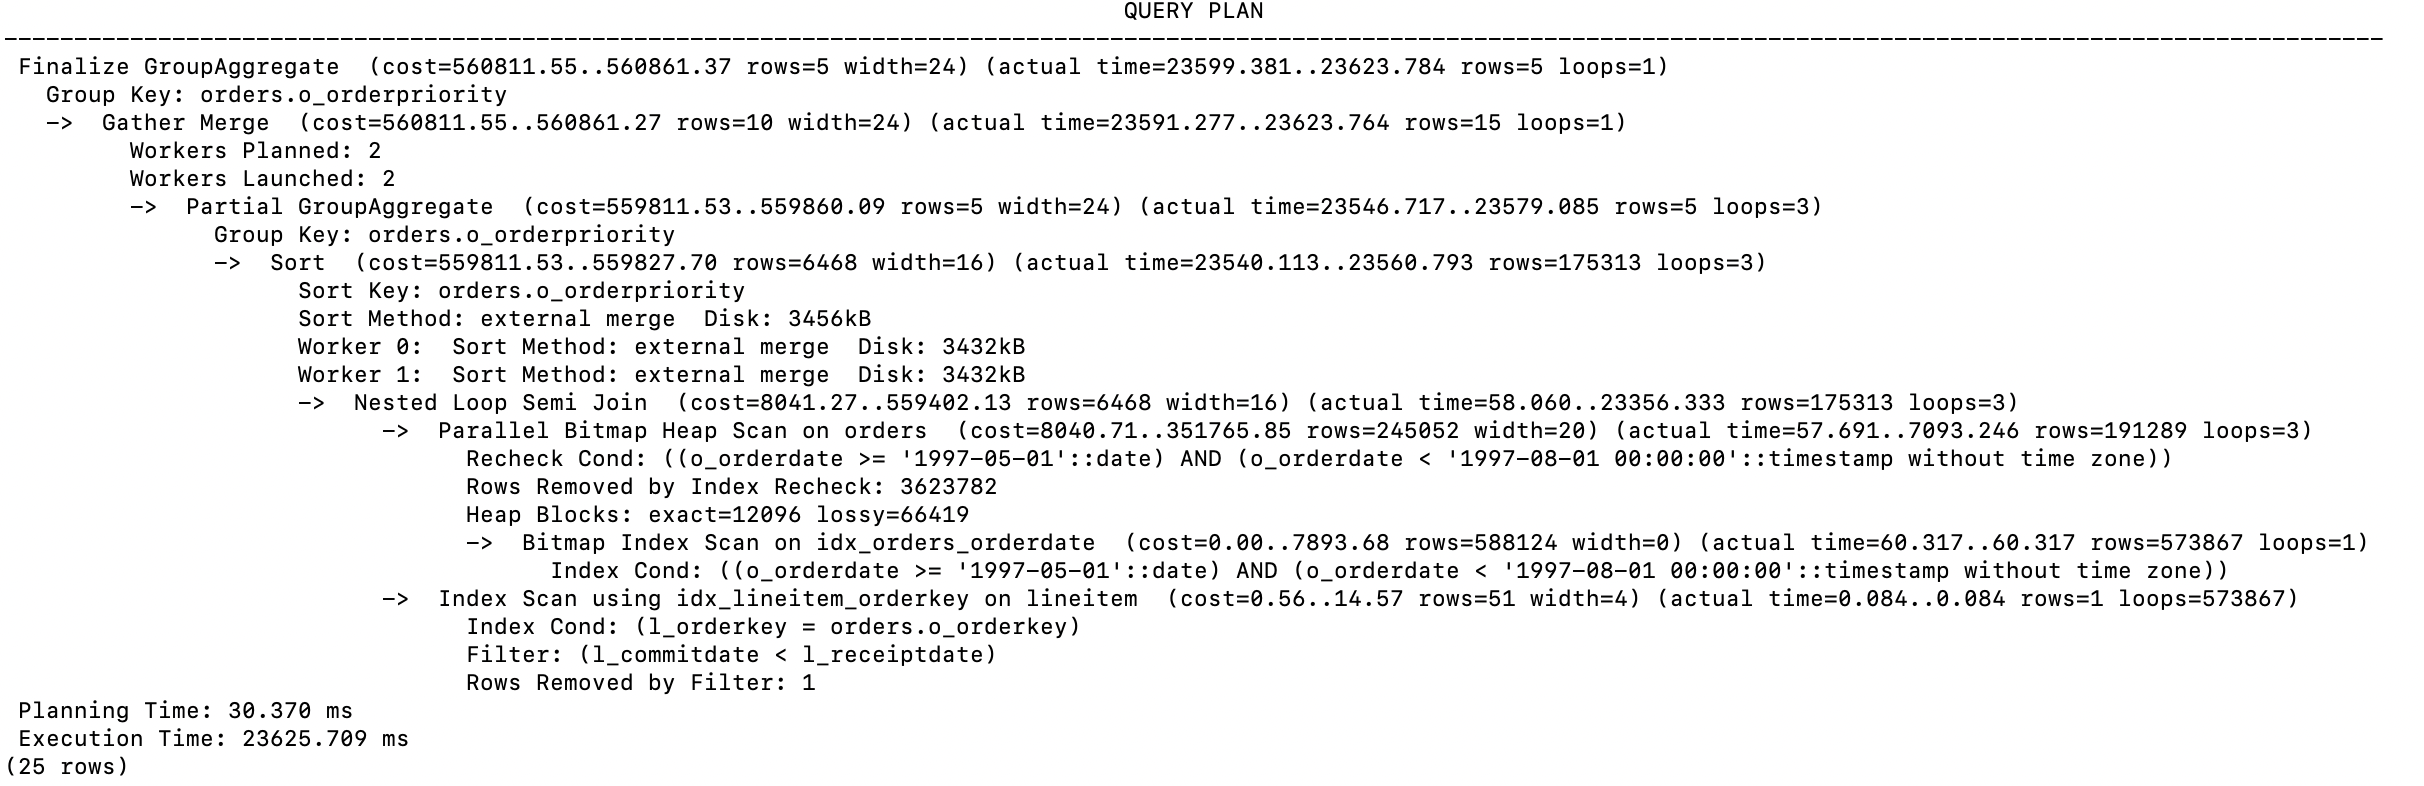 QUERY PLAN
--------------------------------------------------------------------------------------------------------------------------------------------------------------------------
Finalize GroupAggregate  (cost=560811.55..560861.37 rows=5 width=24) (actual time=23599.381..23623.784 rows=5 loops=1)
  Group Key: orders.o_orderpriority
  ->  Gather Merge  (cost=560811.55..560861.27 rows=10 width=24) (actual time=23591.277..23623.764 rows=15 loops=1)
        Workers Planned: 2
        Workers Launched: 2
        ->  Partial GroupAggregate  (cost=559811.53..559860.09 rows=5 width=24) (actual time=23546.717..23579.085 rows=5 loops=3)
              Group Key: orders.o_orderpriority
              ->  Sort  (cost=559811.53..559827.70 rows=6468 width=16) (actual time=23540.113..23560.793 rows=175313 loops=3)
                    Sort Key: orders.o_orderpriority
                    Sort Method: external merge  Disk: 3456kB
                    Worker 0:  Sort Method: external merge  Disk: 3432kB
                    Worker 1:  Sort Method: external merge  Disk: 3432kB
                    ->  Nested Loop Semi Join  (cost=8041.27..559402.13 rows=6468 width=16) (actual time=58.060..23356.333 rows=175313 loops=3)
                          ->  Parallel Bitmap Heap Scan on orders  (cost=8040.71..351765.85 rows=245052 width=20) (actual time=57.691..7093.246 rows=191289 loops=3)
                                Recheck Cond: ((o_orderdate >= '1997-05-01'::date) AND (o_orderdate < '1997-08-01 00:00:00'::timestamp without time zone))
                                Rows Removed by Index Recheck: 3623782
                                Heap Blocks: exact=12096 lossy=66419
                                ->  Bitmap Index Scan on idx_orders_orderdate  (cost=0.00..7893.68 rows=588124 width=0) (actual time=60.317..60.317 rows=573867 loops=1)
                                      Index Cond: ((o_orderdate >= '1997-05-01'::date) AND (o_orderdate < '1997-08-01 00:00:00'::timestamp without time zone))
                          ->  Index Scan using idx_lineitem_orderkey on lineitem  (cost=0.56..14.57 rows=51 width=4) (actual time=0.084..0.084 rows=1 loops=573867)
                                Index Cond: (l_orderkey = orders.o_orderkey)
                                Filter: (l_commitdate < l_receiptdate)
                                Rows Removed by Filter: 1
Planning Time: 30.370 ms
Execution Time: 23625.709 ms
(25 rows)